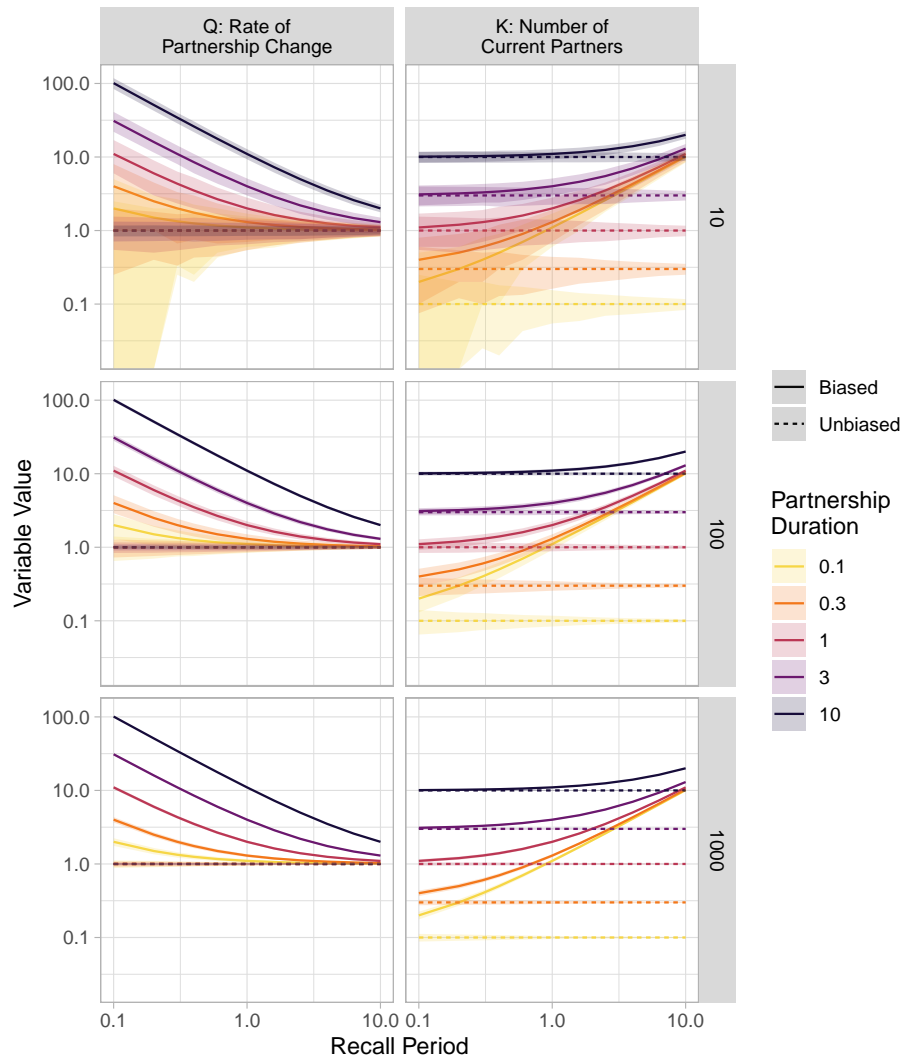 Q: Rate of
Partnership Change
K: Number of
Current Partners
100.0
10.0
1.0
0.1
10
100.0
10.0
1.0
0.1
100
100.0
10.0
1.0
0.1
1000
Variable Value
0.1
1.0
10.0
0.1
1.0
10.0
Recall Period
Biased
Unbiased
Partnership
Duration
0.1
0.3
1
3
10